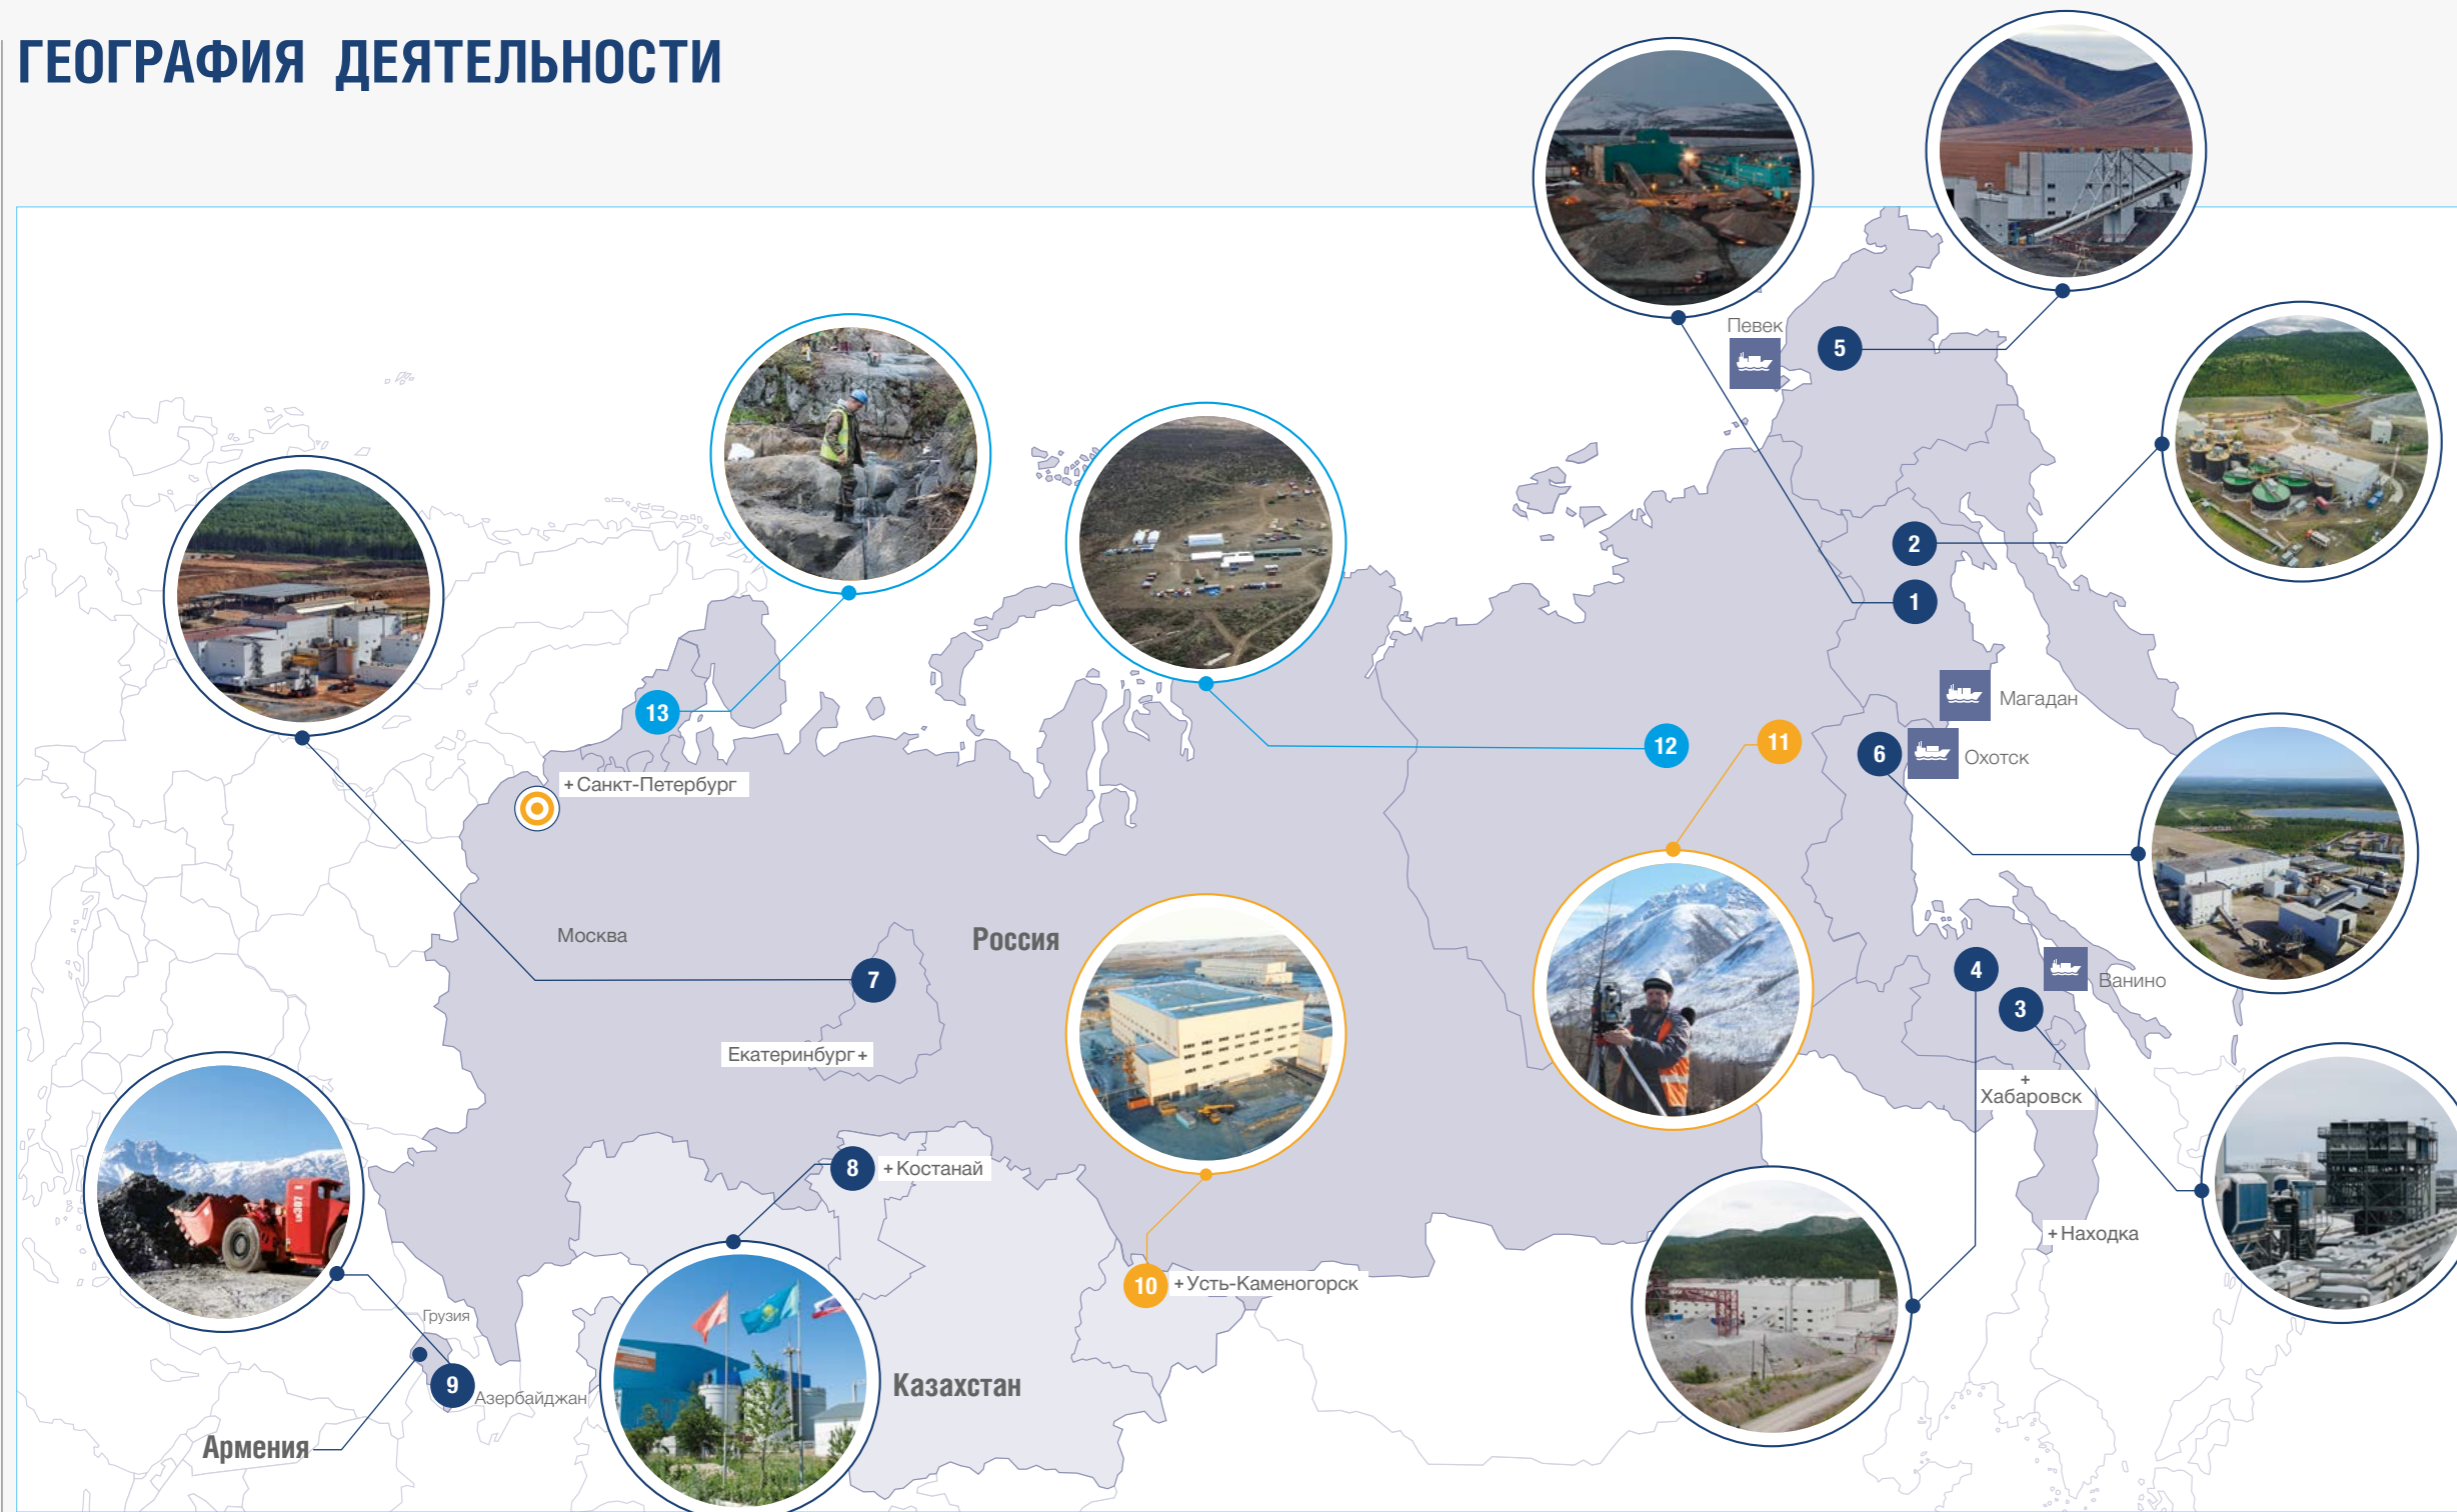 ГЕОГРАФИЯ ДЕЯТЕЛЬНОСТИ
Певек
5
2
1
13
Магадан
12
11
6
Охотск
+Санкт-Петербург
Москва
Россия
7
4
Ванино
3
Екатеринбург+
+
Хабаровск
8
+Костанай
+Находка
10
+Усть-Каменогорск
Грузия
9
Азербайджан
Казахстан
Армения